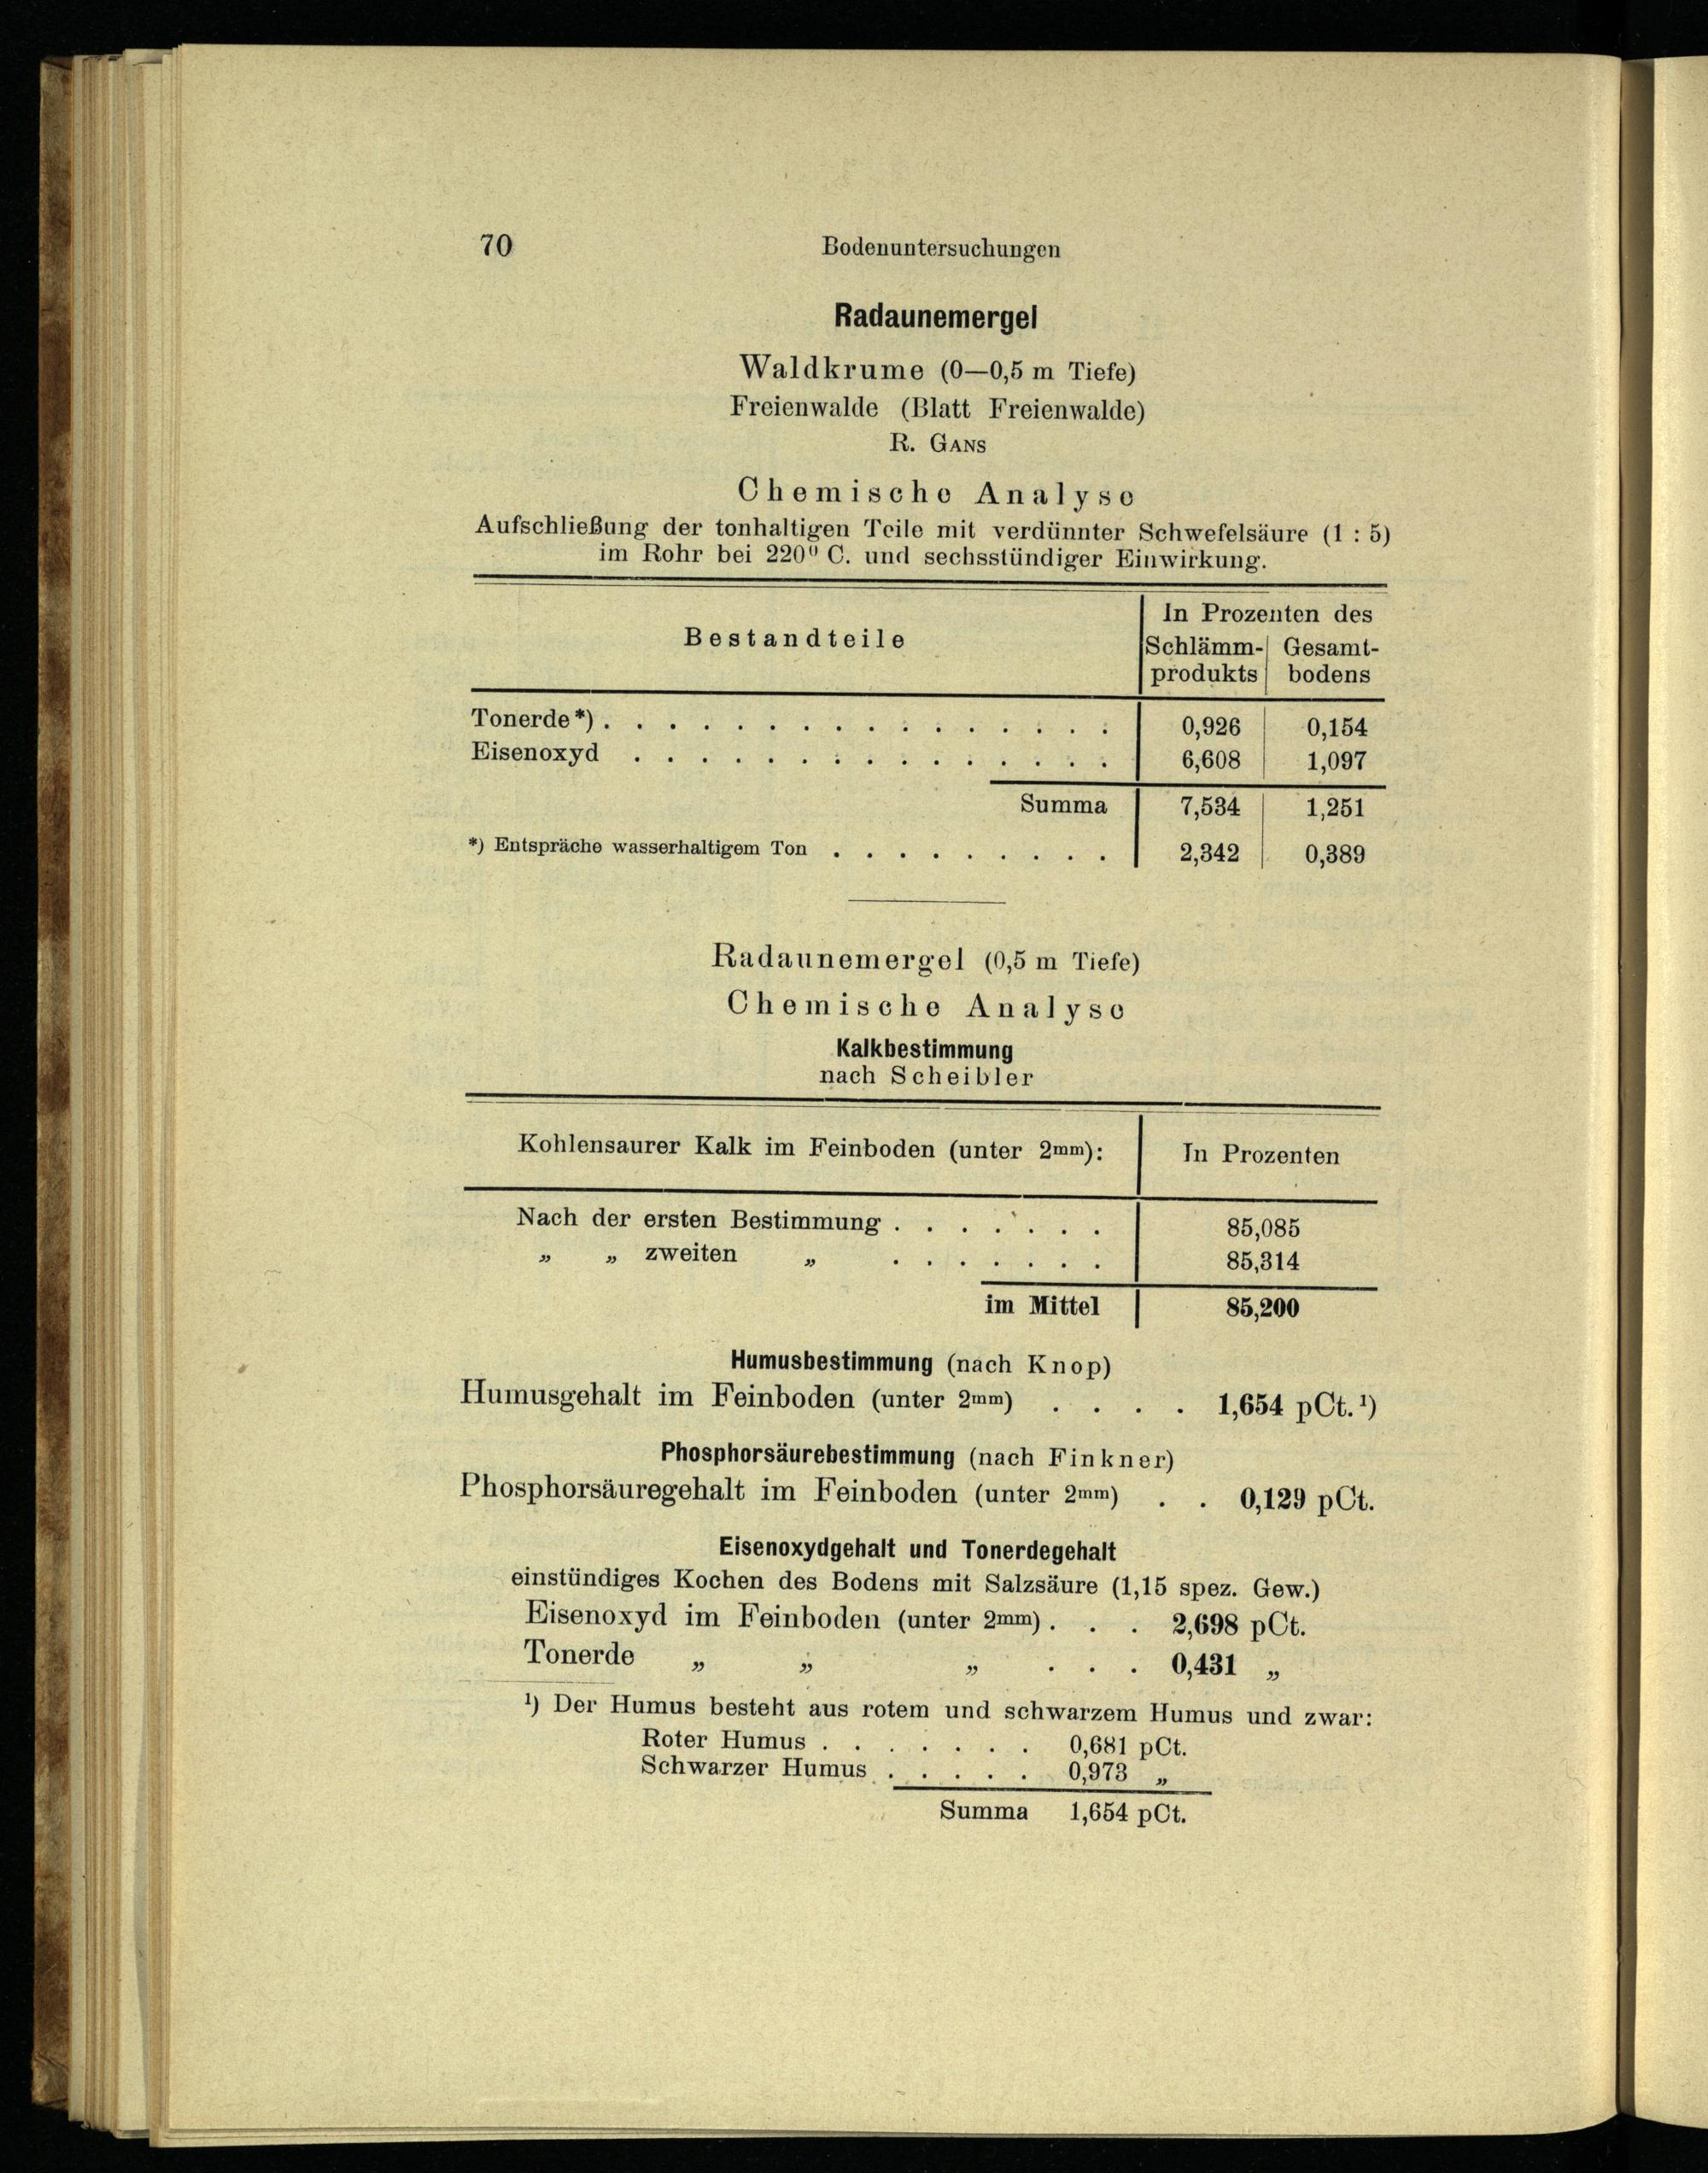 70 Bodenuntersuchungen
Radaunemergel
Waldkrume (0—0,5 m Tiefe)
Freienwalde (Blatt Freienwalde)
R. GANS
Chemische Analyse
Aufschließung der tonhaltigen Teile mit verdünnter Schwefelsäure (1 : 5)
im Rohr bei 220⁰ C. und sechsstündiger Einwirkung.
In Prozenten des
Bestandteile
Schlämm- Gesamt-
produkts bodens
Tonerde*) . . . . . . . . . . . . . . . . 0,926 0,154
Eisenoxyd . . . . . . . . . . . . . . . 6,608 1,097
Summa 7,534 1,251
*) Entspräche wasserhaltigem Ton . . . . . . . . . 2,342 0,389
Radaunemergel (0,5 m Tiefe)
Chemische Analyse
Kalkbestimmung
nach Scheibler
Kohlensaurer Kalk im Feinboden (unter 2mm): In Prozenten
Nach der ersten Bestimmung . . . . . . . 85,085
„ „ zweiten „ . . . . . . . 85,314
im Mittel 85,200
Humusbestimmung (nach Knop)
Humusgehalt im Feinboden (unter 2mm) . . . . 1,654 pCt.¹)
Phosphorsäurebestimmung (nach Finkner)
Phosphorsäuregehalt im Feinboden (unter 2mm) . . 0,129 pCt.
Eisenoxydgehalt und Tonerdegehalt
einstündiges Kochen des Bodens mit Salzsäure (1,15 spez. Gew.)
Eisenoxyd im Feinboden (unter 2mm) . . . 2,698 pCt.
Tonerde „ „ „ . . . 0,431 „
¹) Der Humus besteht aus rotem und schwarzem Humus und zwar:
Roter Humus . . . . . . . 0,681 pCt.
Schwarzer Humus . . . . . 0,973 „
Summa 1,654 pCt.